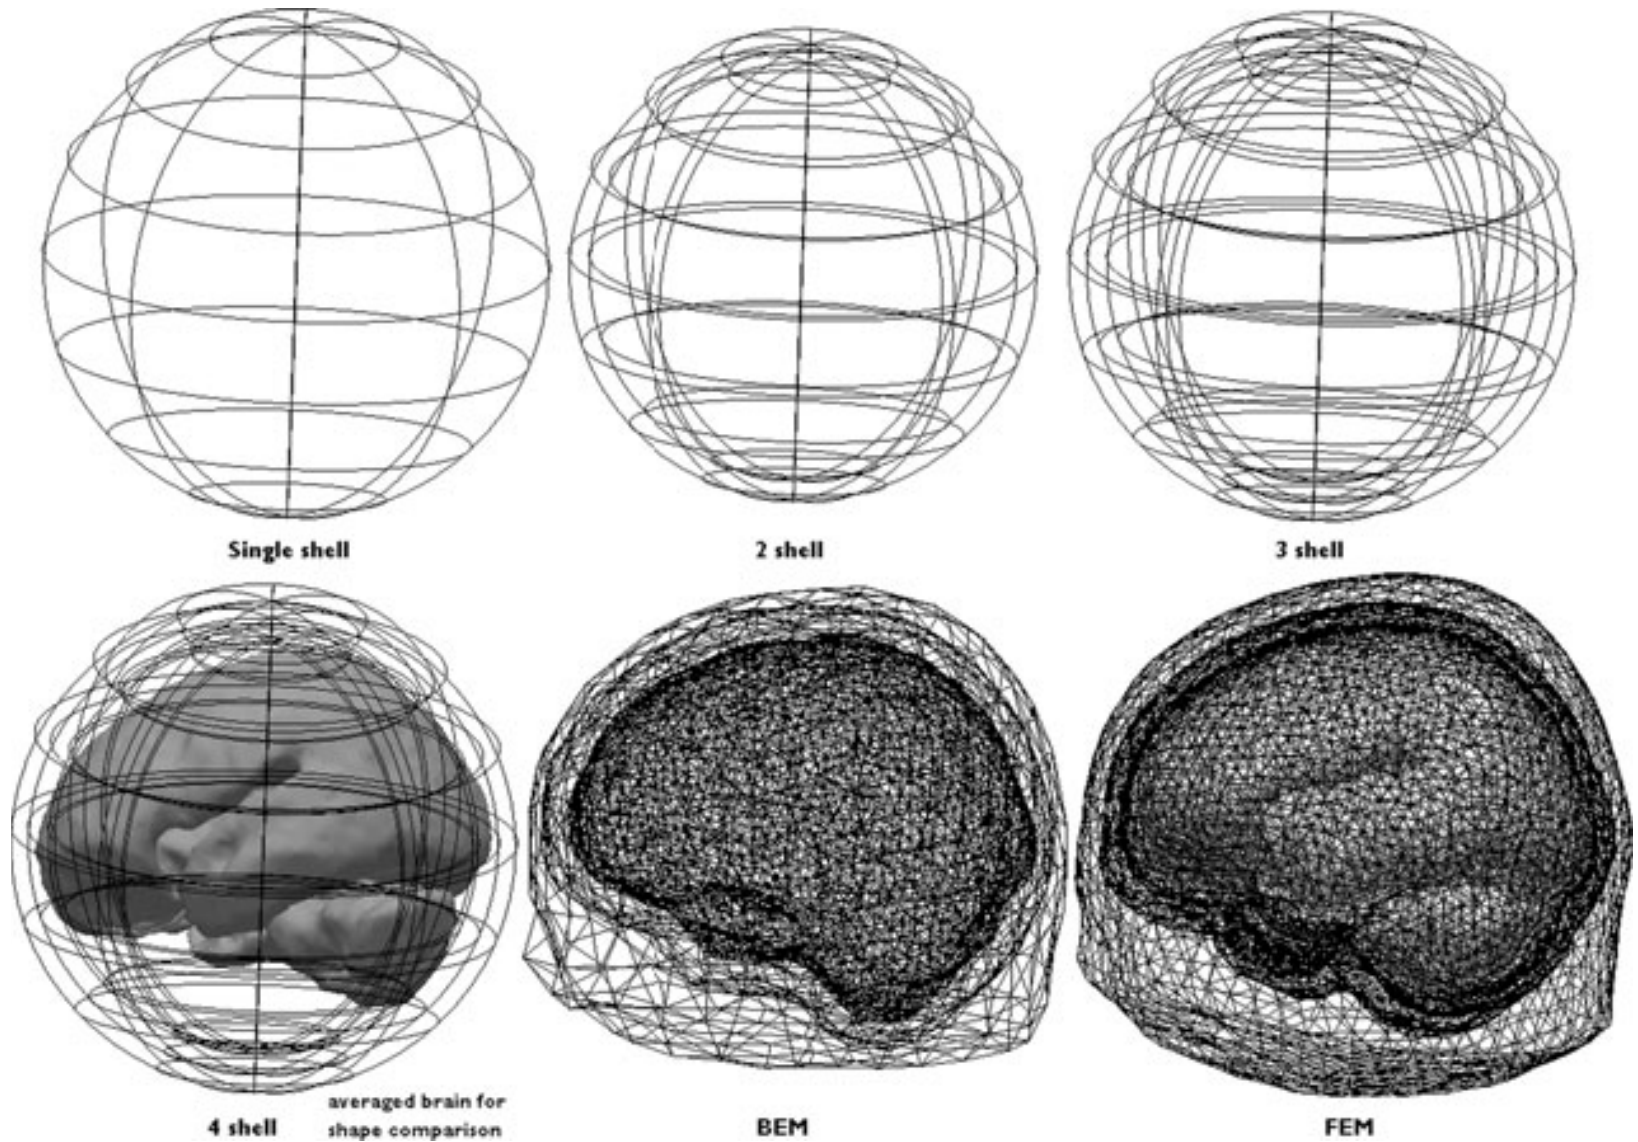 Single shell
2 shell
3 shell
4 shell
averaged brain for
shape comparison
BEM
FEM